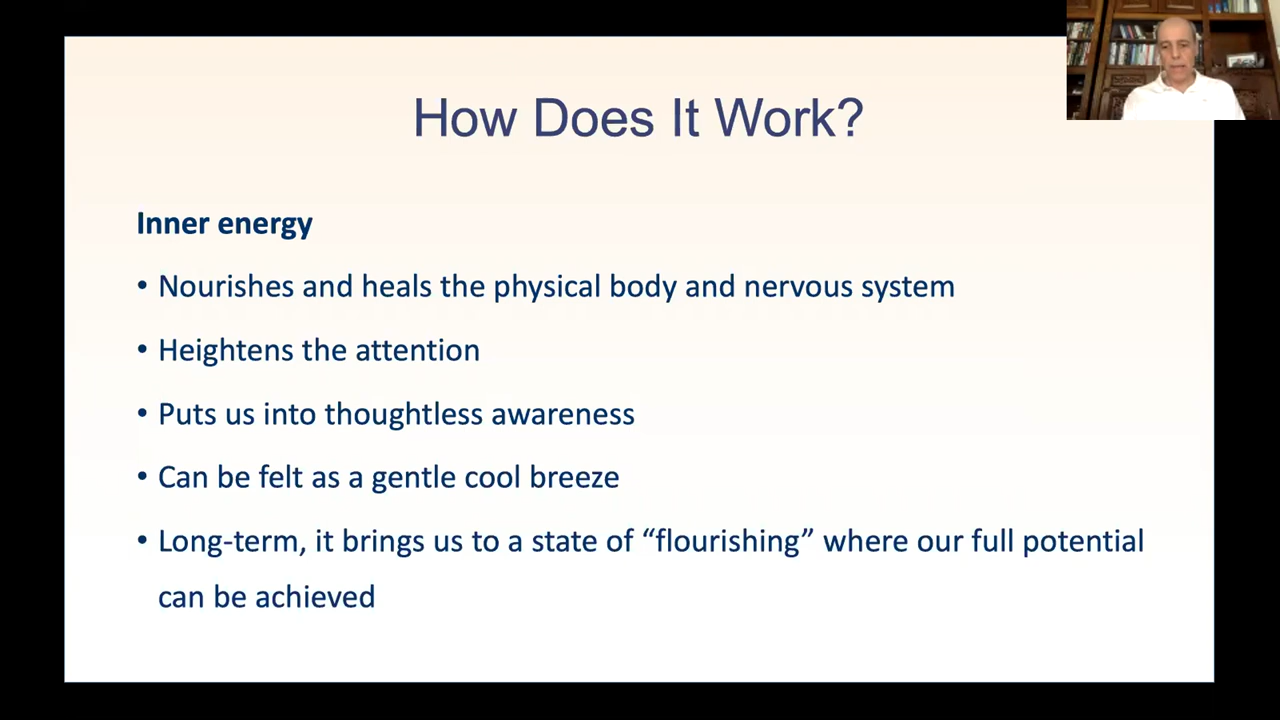 How Does It Work?
Inner energy
• Nourishes and heals the physical body and nervous system
• Heightens the attention
• Puts us into thoughtless awareness
• Can be felt as a gentle cool breeze
• Long-term, it brings us to a state of “flourishing” where our full potential
can be achieved